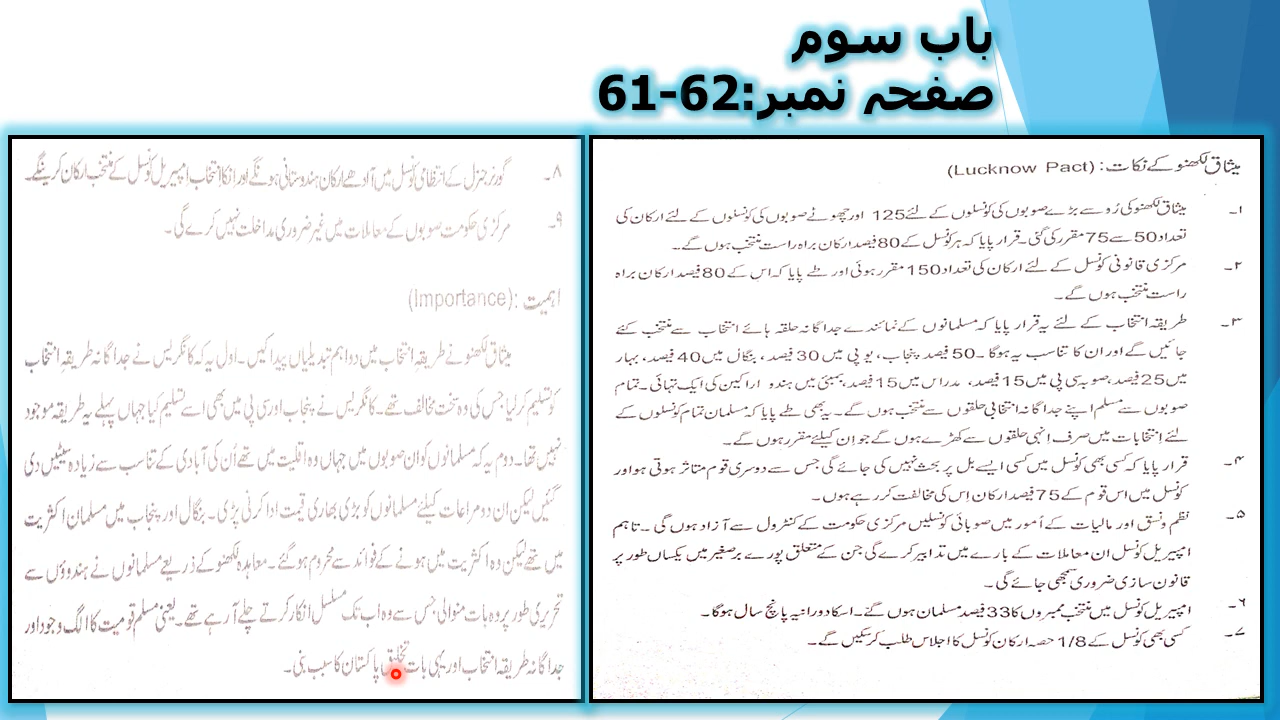 باب سوم
صفحہ نمبر:62-61
میثاق لکھنو کے نکات: (Lucknow Pact)
۱۔ میثاق لکھنو کی رُو سے بڑے صوبوں کی کونسلوں کے لئے 125 اور چھوٹے صوبوں کی کونسلوں کے لئے ارکان کی
تعداد 50 سے 75 مقرر کی گئی۔ قرار پایا کہ ہر کونسل کے 80 فیصد ارکان براہ راست منتخب ہوں گے۔
۲۔ مرکزی قانونی کونسل کے لئے ارکان کی تعداد 150 مقرر ہوئی اور طے پایا کہ اس کے 80 فیصد ارکان براہ
راست منتخب ہوں گے۔
۳۔ طریقہ انتخاب کے لئے یہ قرار پایا کہ مسلمانوں کے نمائندے جداگانہ حلقہ ہائے انتخاب سے منتخب کئے
جائیں گے اور ان کا تناسب یہ ہوگا۔ 50 فیصد پنجاب، یو پی میں 30 فیصد، بنگال میں 40 فیصد، بہار
میں 25 فیصد، صوبہ سی پی میں 15 فیصد، مدراس میں 15 فیصد، بمبئی میں ہندو اراکین کی ایک تہائی۔ تمام
صوبوں سے مسلم اپنے جداگانہ انتخابی حلقوں سے منتخب ہوں گے۔ یہ بھی طے پایا کہ مسلمان تمام کونسلوں کے
لئے انتخابات میں صرف انہی حلقوں سے کھڑے ہوں گے جو ان کیلئے مقرر ہوں گے۔
۴۔ قرار پایا کہ کسی بھی کونسل میں کسی ایسے بل پر بحث نہیں کی جائے گی جس سے دوسری قوم متاثر ہوتی ہو اور
کونسل میں اس قوم کے 75 فیصد ارکان اس کی مخالفت کر رہے ہوں۔
۵۔ نظم و نسق اور مالیات کے اُمور میں صوبائی کونسلیں مرکزی حکومت کے کنٹرول سے آزاد ہوں گی۔ تاہم
امپیریل کونسل ان معاملات کے بارے میں تدابیر کرے گی جن کے متعلق پورے برصغیر میں یکساں طور پر
قانون سازی ضروری سمجھی جائے گی۔
۶۔ امپیریل کونسل میں منتخب ممبروں کا 33 فیصد مسلمان ہوں گے۔ اسکا دورانیہ پانچ سال ہوگا۔
۷۔ کسی بھی کونسل کے 1/8 حصہ ارکان کونسل کا اجلاس طلب کر سکیں گے۔
۸۔ گورنر جنرل کے انتظامی کونسل میں آدھے ارکان ہندوستانی ہونگے اور انکا انتخاب امپیریل کونسل کے منتخب ارکان کرینگے۔
۹۔ مرکزی حکومت صوبوں کے معاملات میں غیر ضروری مداخلت نہیں کرے گی۔
اہمیت :(Importance)
میثاق لکھنو نے طریقہ انتخاب میں دو اہم تبدیلیاں پیدا کیں۔ اول یہ کہ کانگریس نے جداگانہ طریقہ انتخاب
کو تسلیم کر لیا جس کی وہ سخت مخالف تھے۔ کانگریس نے پنجاب اور سی پی میں بھی اسے تسلیم کیا جہاں پہلے یہ طریقہ موجود
نہیں تھا۔ دوم یہ کہ مسلمانوں کو ان صوبوں میں جہاں وہ اقلیت میں تھے اُن کی آبادی کے تناسب سے زیادہ سیٹیں دی
گئیں لیکن ان دو مراعات کیلئے مسلمانوں کو بڑی بھاری قیمت ادا کرنی پڑی۔ بنگال اور پنجاب میں مسلمان اکثریت
میں تھے لیکن وہ اکثریت میں ہونے کے فوائد سے محروم ہو گئے۔ معاہدہ لکھنو کے ذریعے مسلمانوں نے ہندوؤں سے
تحریری طور پر وہ بات منوالی جس سے وہ اب تک مسلسل انکار کرتے چلے آ رہے تھے۔ یعنی مسلم قومیت کا الگ وجود اور
جداگانہ طریقہ انتخاب اور یہی بات تخلیق پاکستان کا سبب بنی۔